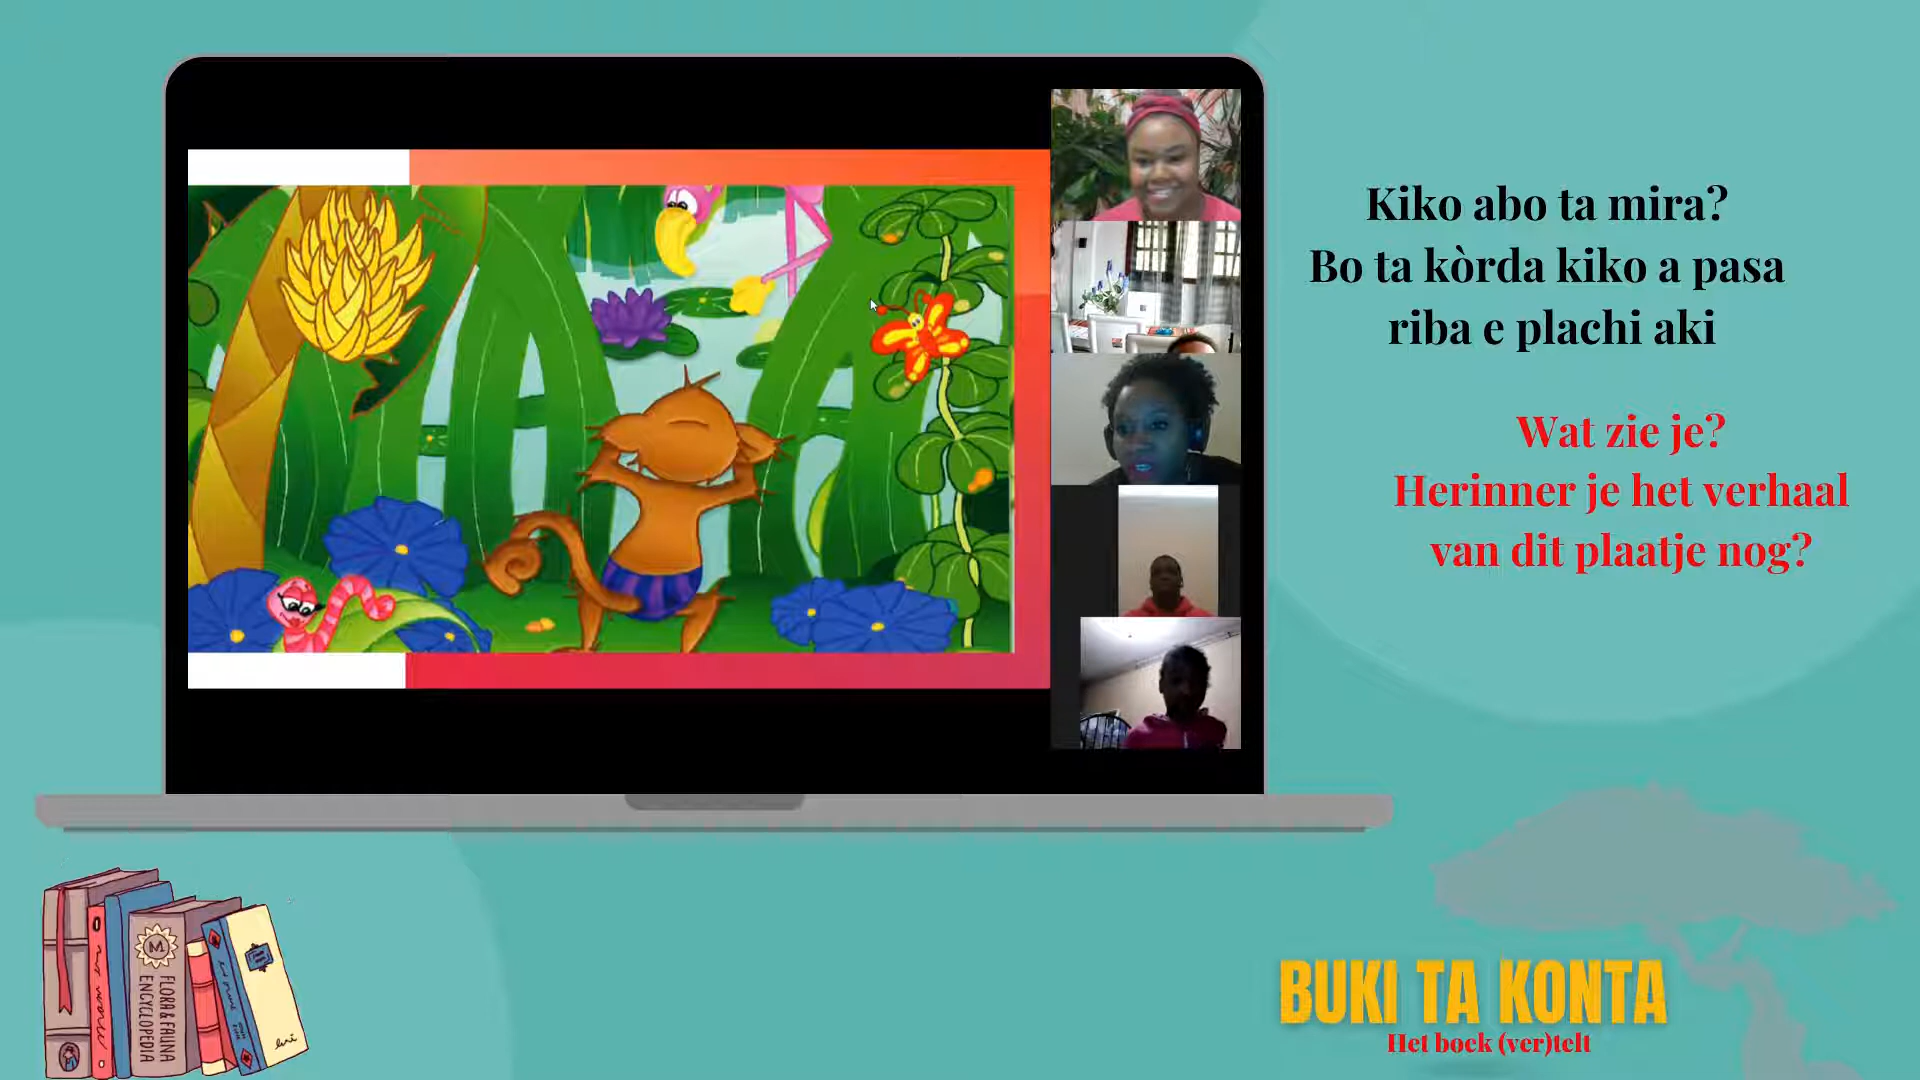 Kiko abo ta mira?
Bo ta kòrda kiko a pasa
riba e plachi aki
Wat zie je?
Herinner je het verhaal
van dit plaatje nog?
FLORA & FAUNA
ENCYCLOPEDIA
M
BUKI TA KONTA
Het boek (ver)telt